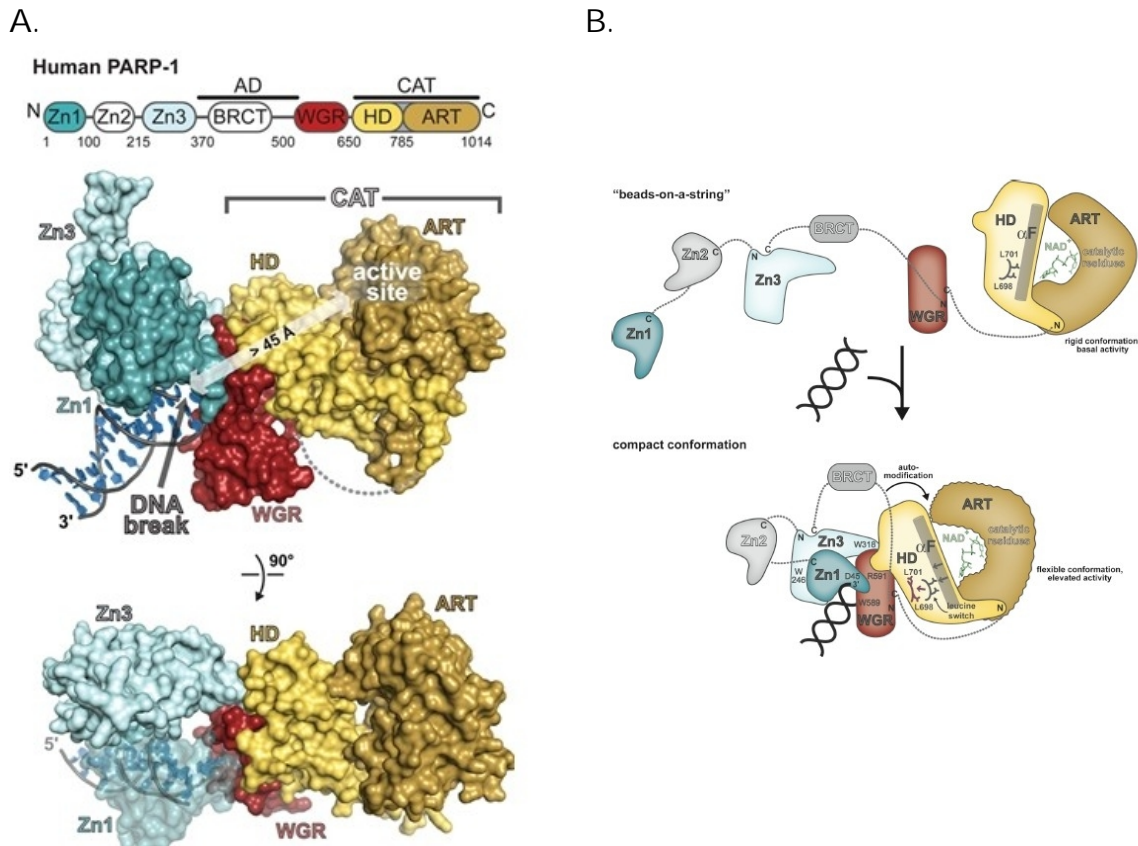 A.
Human PARP-1
AD
CAT
N Zn1 Zn2 Zn3 BRCT WGR HD ART C
1 100 215 370 500 650 785 1014
CAT
Zn3
ART
HD
active
site
> 45 Å
Zn1
5'
3'
DNA
break
WGR
90°
Zn3
HD
ART
5'
Zn1
WGR
B.
"beads-on-a-string"
BRCT
Zn2 C
N C
Zn3
C
Zn1
C
N
WGR
HD
αF
L701
L698
NAD+
ART
catalytic
residues
N
rigid conformation
basal activity
compact conformation
BRCT
auto-
modification
ART
C
Zn2
N C
Zn3
W318
W
246
C
Zn1
D45
3'
R591
W589
WGR
C
N
HD
αF
L701
L698
leucine
switch
NAD+
catalytic
residues
N
flexible conformation,
elevated activity